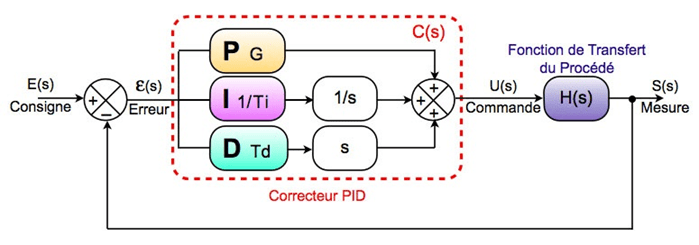 C(s)
Fonction de Transfert
du Procédé
P G
E(s)
Consigne
+
−
Ɛ(s)
Erreur
I 1/Ti
1/s
+
+
+
U(s)
Commande
H(s)
S(s)
Mesure
D Td
s
Correcteur PID